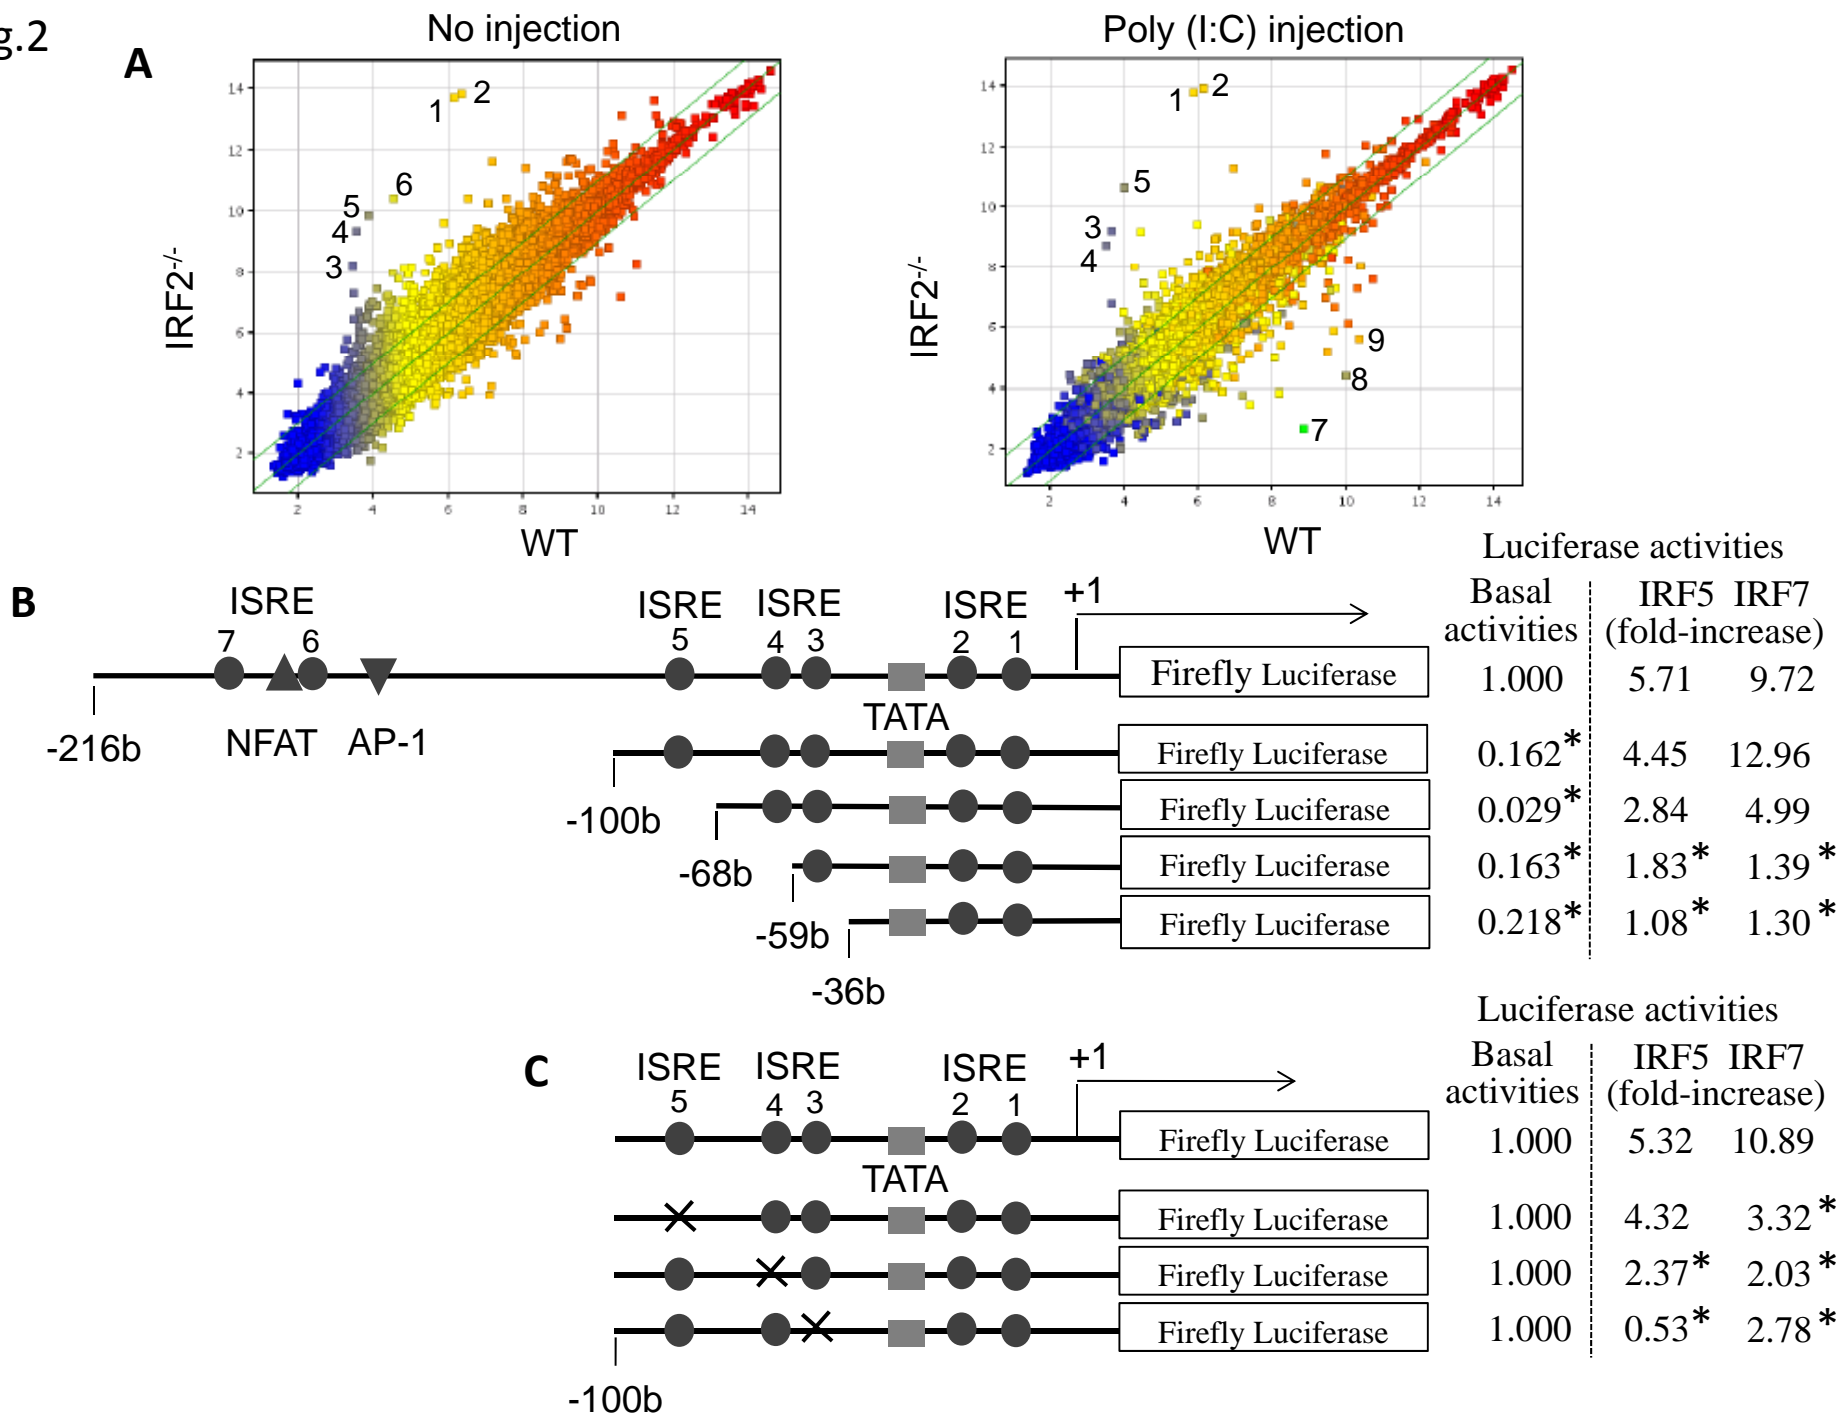 g.2
A
No injection
Poly (I:C) injection
14
12
10
8
6
4
2
2 4 6 8 10 12 14
1 2
6
5
4
3
IRF2-/-
WT
14
12
10
8
6
4
2
2 4 6 8 10 12 14
1 2
5
3
4
9
8
7
IRF2-/-
WT
B
Luciferase activities
ISRE ISRE ISRE ISRE +1 Basal IRF5 IRF7
7 6 5 4 3 2 1 activities (fold-increase)
Firefly Luciferase 1.000 5.71 9.72
-216b NFAT AP-1 TATA
Firefly Luciferase 0.162* 4.45 12.96
-100b Firefly Luciferase 0.029* 2.84 4.99
-68b Firefly Luciferase 0.163* 1.83* 1.39*
-59b Firefly Luciferase 0.218* 1.08* 1.30*
-36b
C
Luciferase activities
ISRE ISRE ISRE +1 Basal IRF5 IRF7
5 4 3 2 1 activities (fold-increase)
Firefly Luciferase 1.000 5.32 10.89
TATA
Firefly Luciferase 1.000 4.32 3.32*
Firefly Luciferase 1.000 2.37* 2.03*
Firefly Luciferase 1.000 0.53* 2.78*
-100b